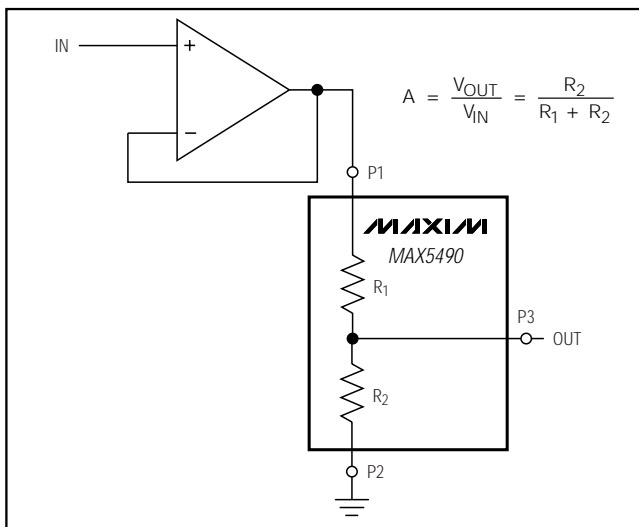 IN
+
−
A = V_OUT / V_IN = R_2 / (R_1 + R_2)
P1
MAXIM
MAX5490
R1
P3
OUT
R2
P2